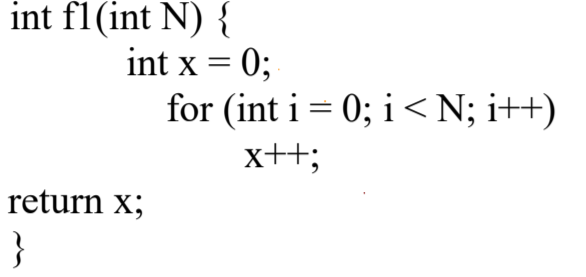 int f1(int N) {
int x = 0;
for (int i = 0; i < N; i++)
x++;
return x;
}